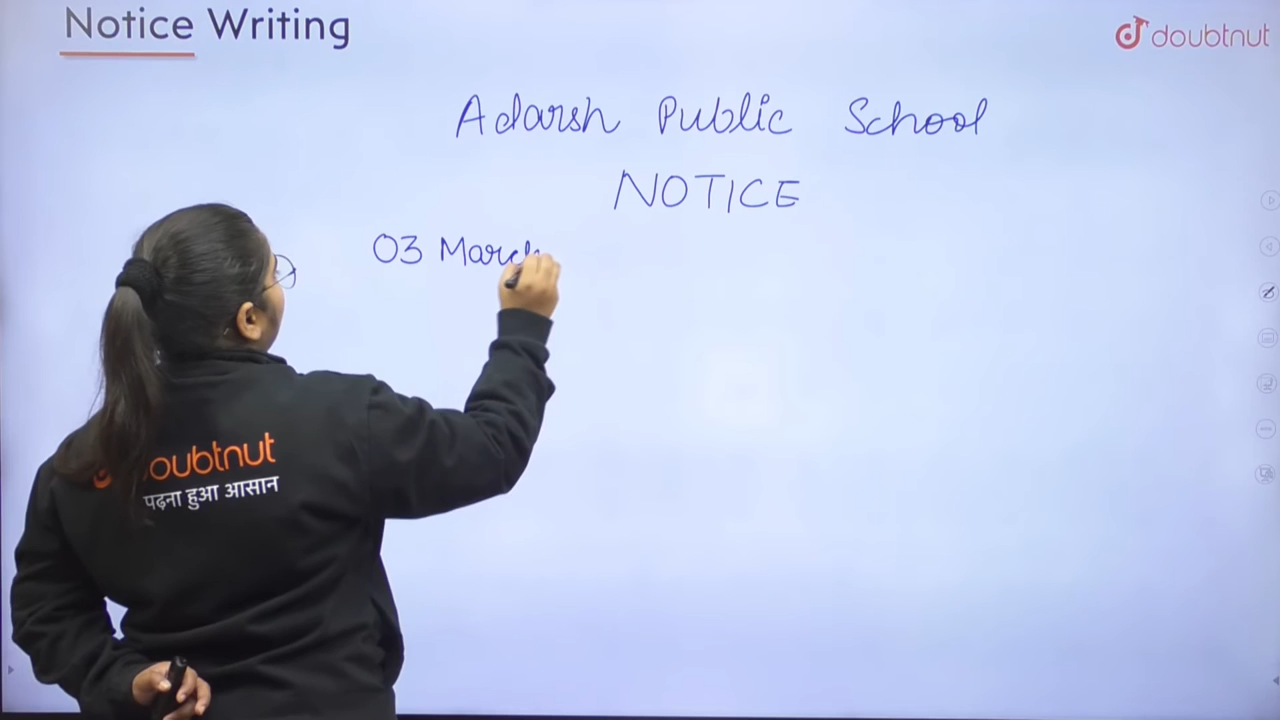 Notice Writing
doubtnut
Adarsh Public School
NOTICE
03 March
doubtnut
पढ़ना हुआ आसान